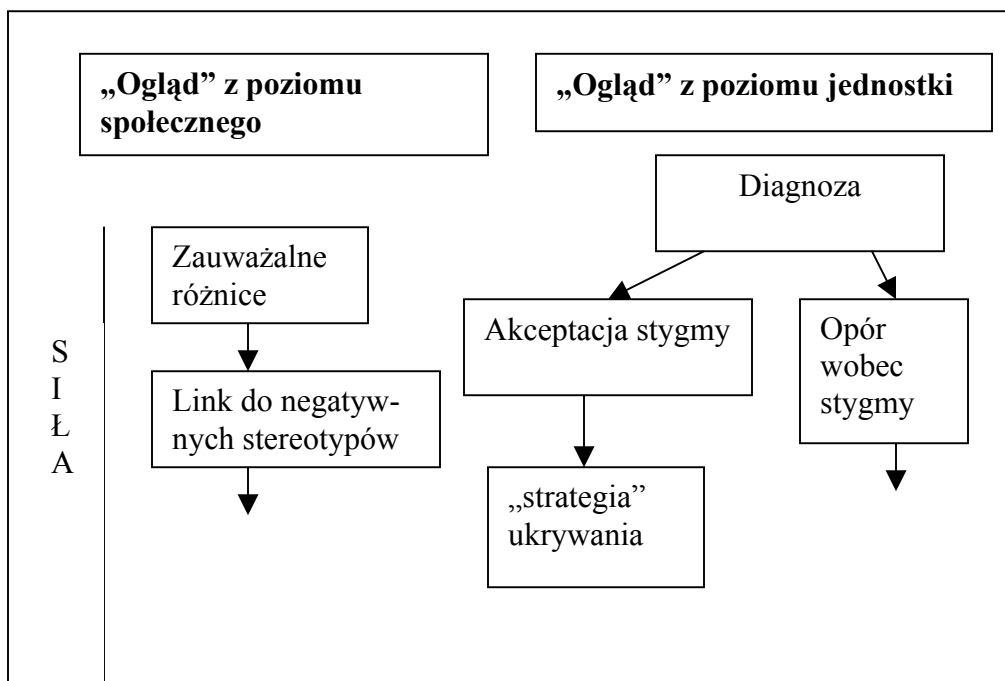 „Ogląd” z poziomu
społecznego
„Ogląd” z poziomu jednostki
Diagnoza
Zauważalne
różnice
Akceptacja stygmy
Opór
wobec
stygmy
S
I
Ł
A
Link do negatyw-
nych stereotypów
„strategia”
ukrywania